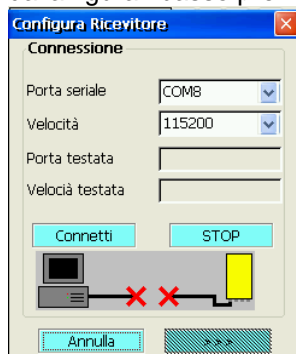 Configura Ricevitore
Connessione
Porta seriale COM8
Velocità 115200
Porta testata
Velocià testata
Connetti STOP
Annulla >>>